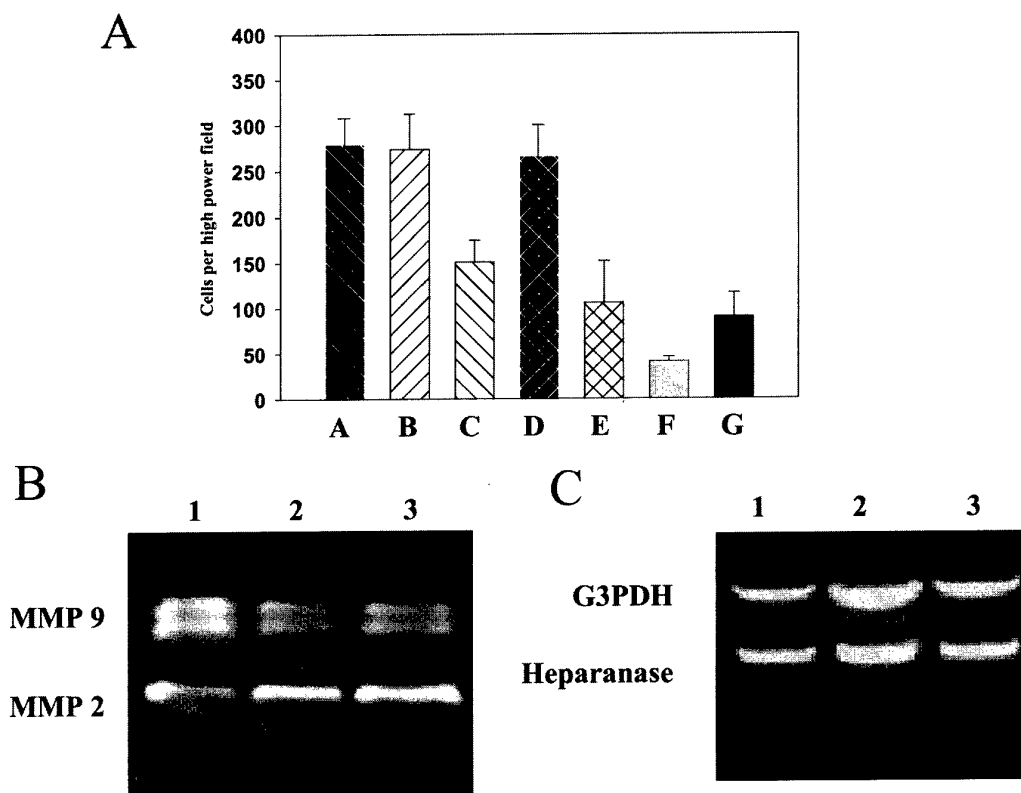 A
400
350
300
250
200
150
100
50
0
Cells per high power field
A B C D E F G
B
1 2 3
MMP 9
MMP 2
C
1 2 3
G3PDH
Heparanase